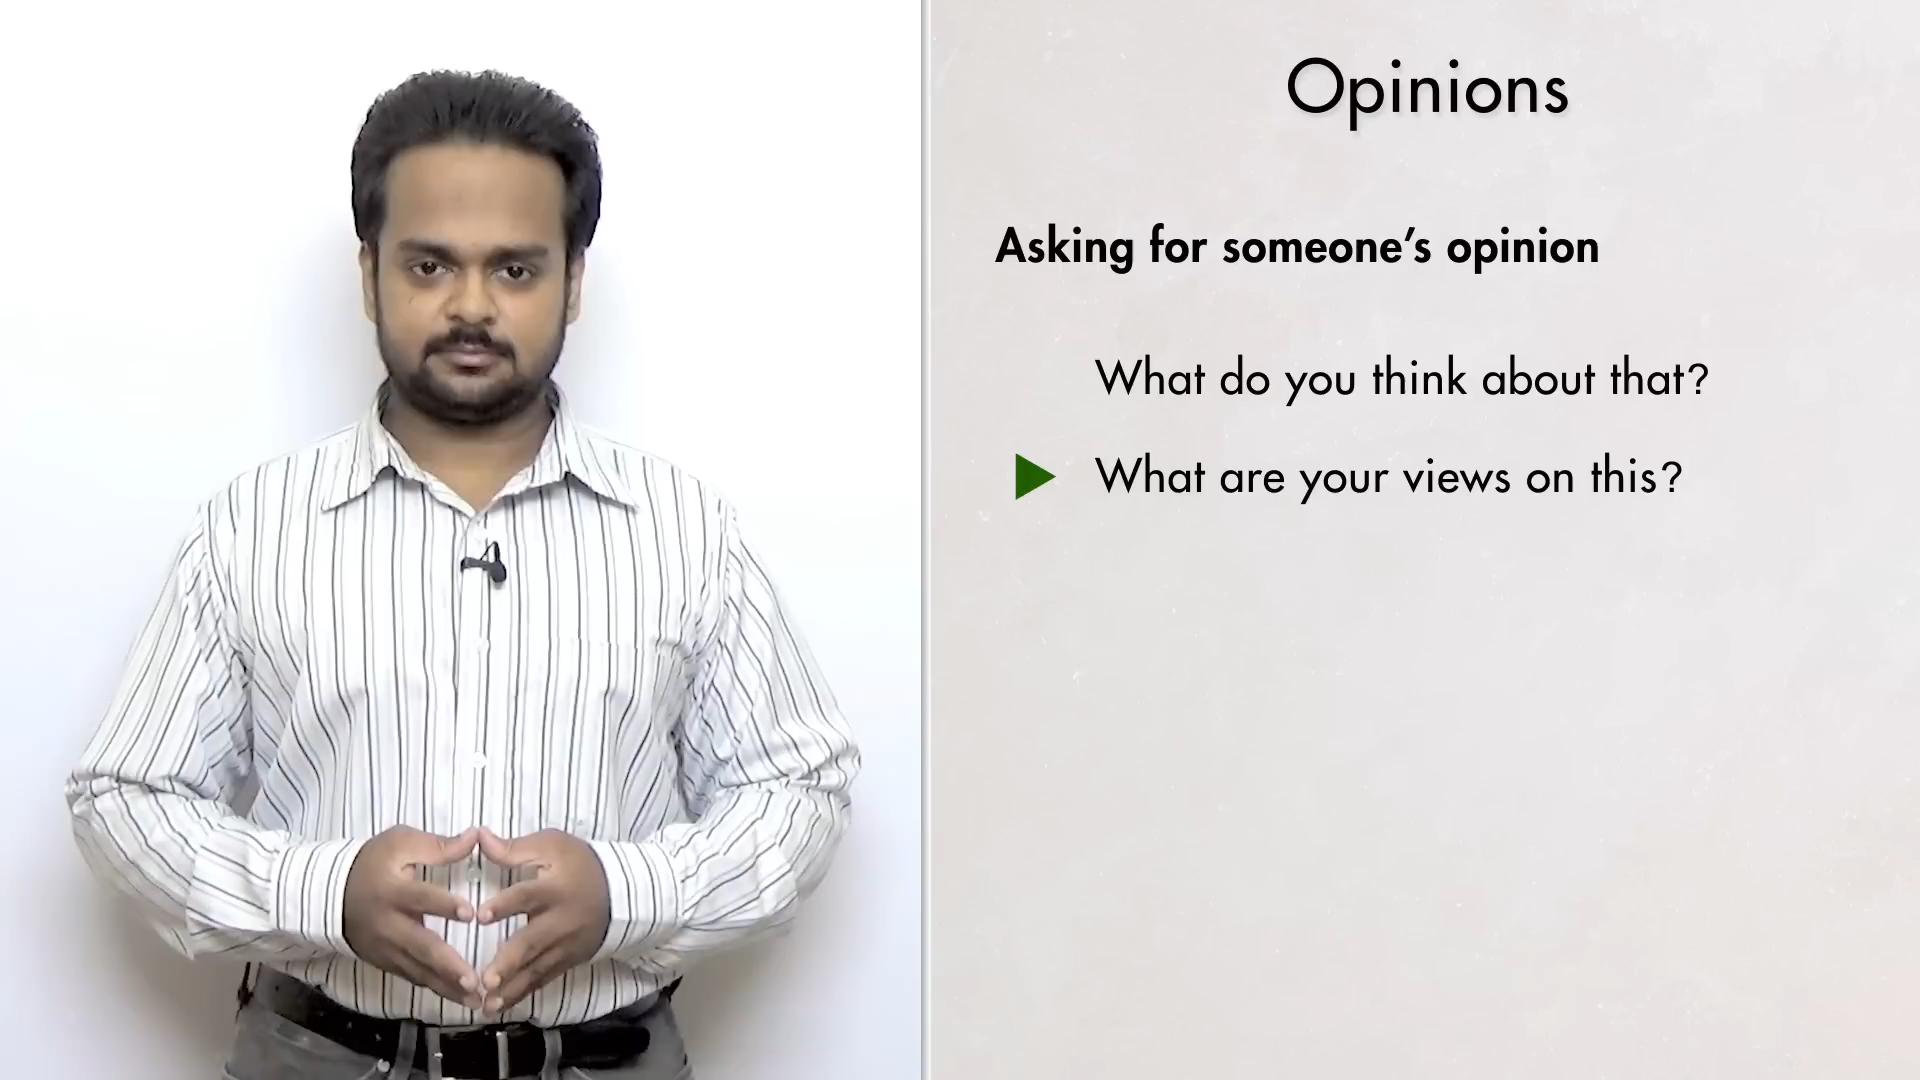 Opinions
Asking for someone’s opinion
What do you think about that?
What are your views on this?